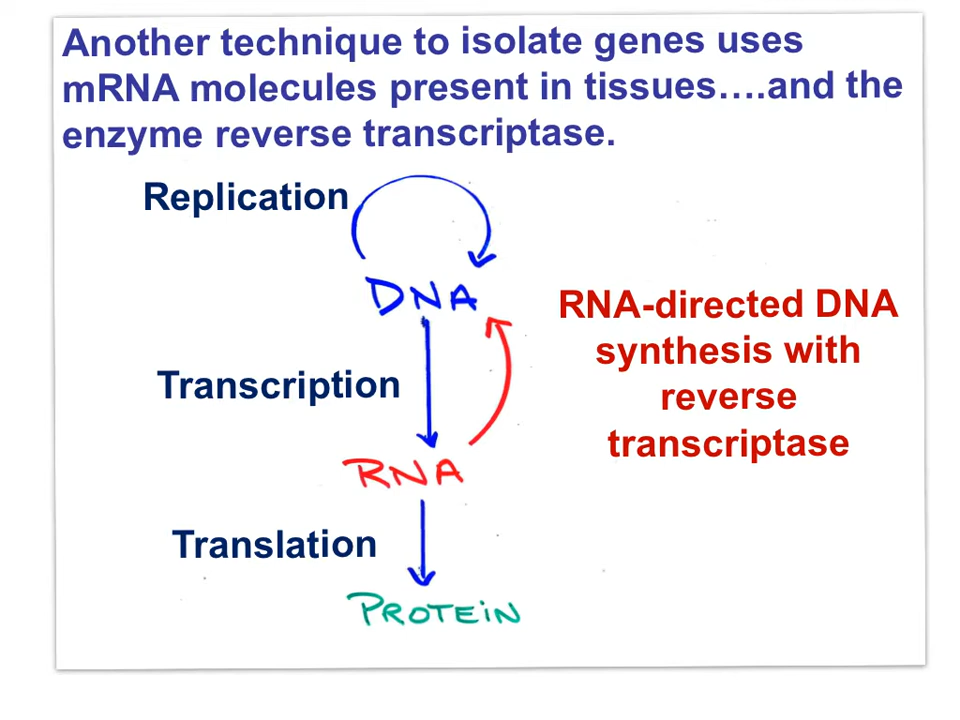 Another technique to isolate genes uses
mRNA molecules present in tissues....and the
enzyme reverse transcriptase.
Replication
DNA
RNA-directed DNA
synthesis with
reverse
transcriptase
Transcription
RNA
Translation
PROTEiN